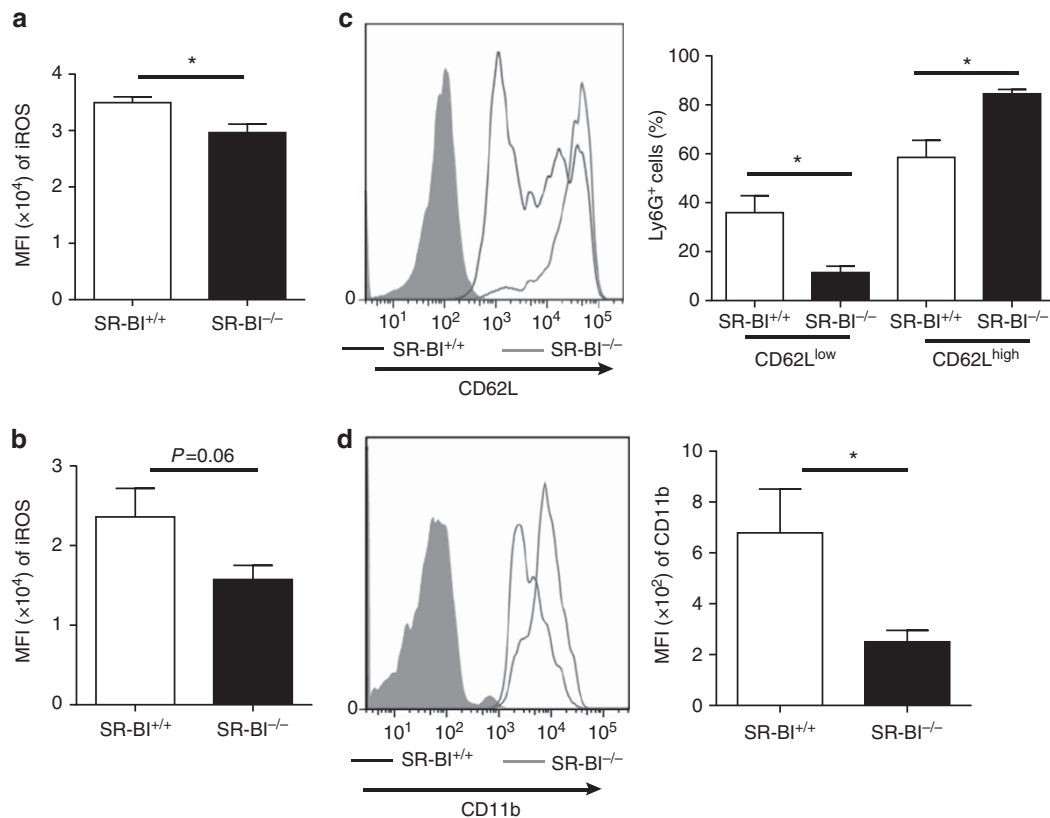 a
MFI (×10⁴) of iROS
4
3
2
1
0
*
SR-BI⁺/⁺
SR-BI⁻/⁻
c
0
10¹
10²
10³
10⁴
10⁵
SR-BI⁺/⁺
SR-BI⁻/⁻
CD62L
Ly6G⁺ cells (%)
100
80
60
40
20
0
*
*
SR-BI⁺/⁺
SR-BI⁻/⁻
SR-BI⁺/⁺
SR-BI⁻/⁻
CD62Lˡᵒʷ
CD62Lʰⁱᵍʰ
b
MFI (×10⁴) of iROS
3
2
1
0
P=0.06
SR-BI⁺/⁺
SR-BI⁻/⁻
d
0
10¹
10²
10³
10⁴
10⁵
SR-BI⁺/⁺
SR-BI⁻/⁻
CD11b
MFI (×10²) of CD11b
10
8
6
4
2
0
*
SR-BI⁺/⁺
SR-BI⁻/⁻